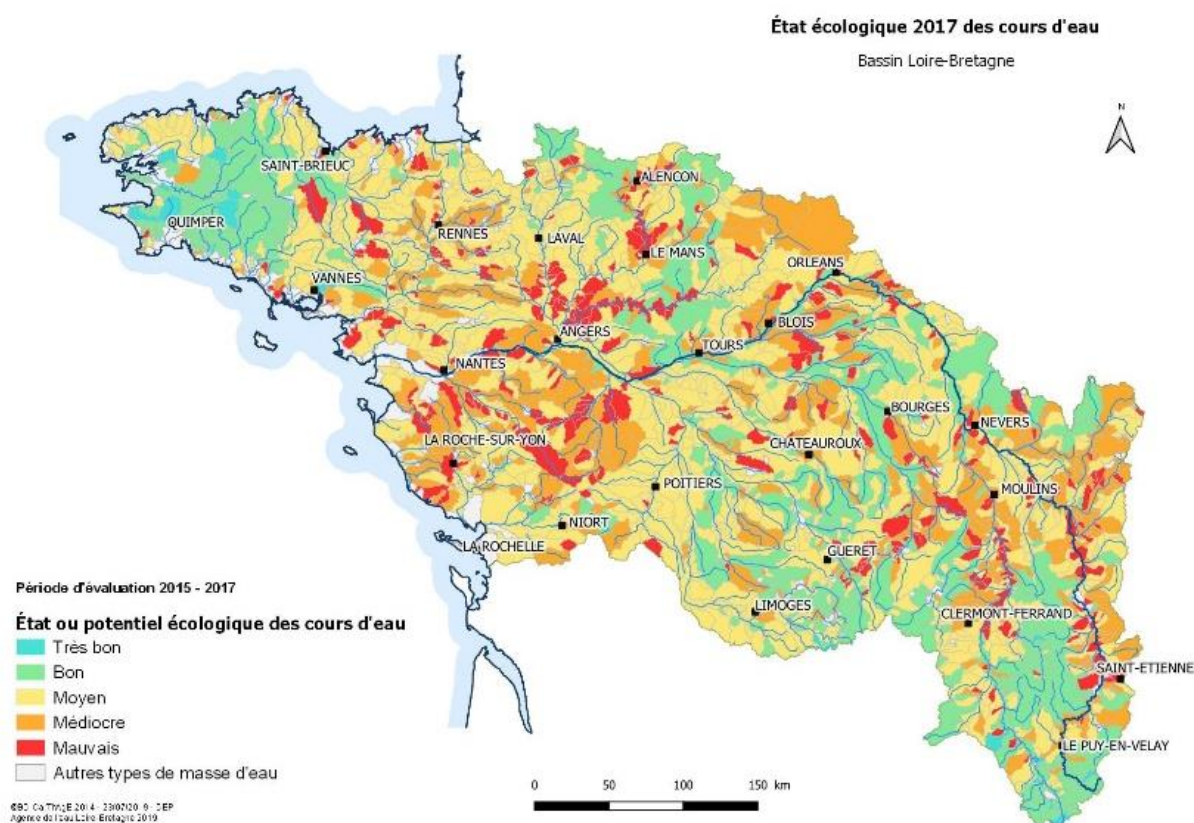 État écologique 2017 des cours d'eau
Bassin Loire-Bretagne
N
SAINT-BRIEUC
ALENCON
QUIMPER
RENNES
LAVAL
LE MANS
ORLEANS
VANNES
BLOIS
ANGERS
TOURS
NANTES
BOURGES
NEVERS
LA ROCHE-SUR-YON
CHATEAUROUX
MOULINS
POITIERS
NIORT
LA ROCHELLE
GUERET
LIMOGES
CLERMONT-FERRAND
SAINT-ETIENNE
LE PUY-EN-VELAY
Période d'évaluation 2015 - 2017
État ou potentiel écologique des cours d'eau
Très bon
Bon
Moyen
Médiocre
Mauvais
Autres types de masse d'eau
0 50 100 150 km
Agence de l'eau Loire-Bretagne 2019